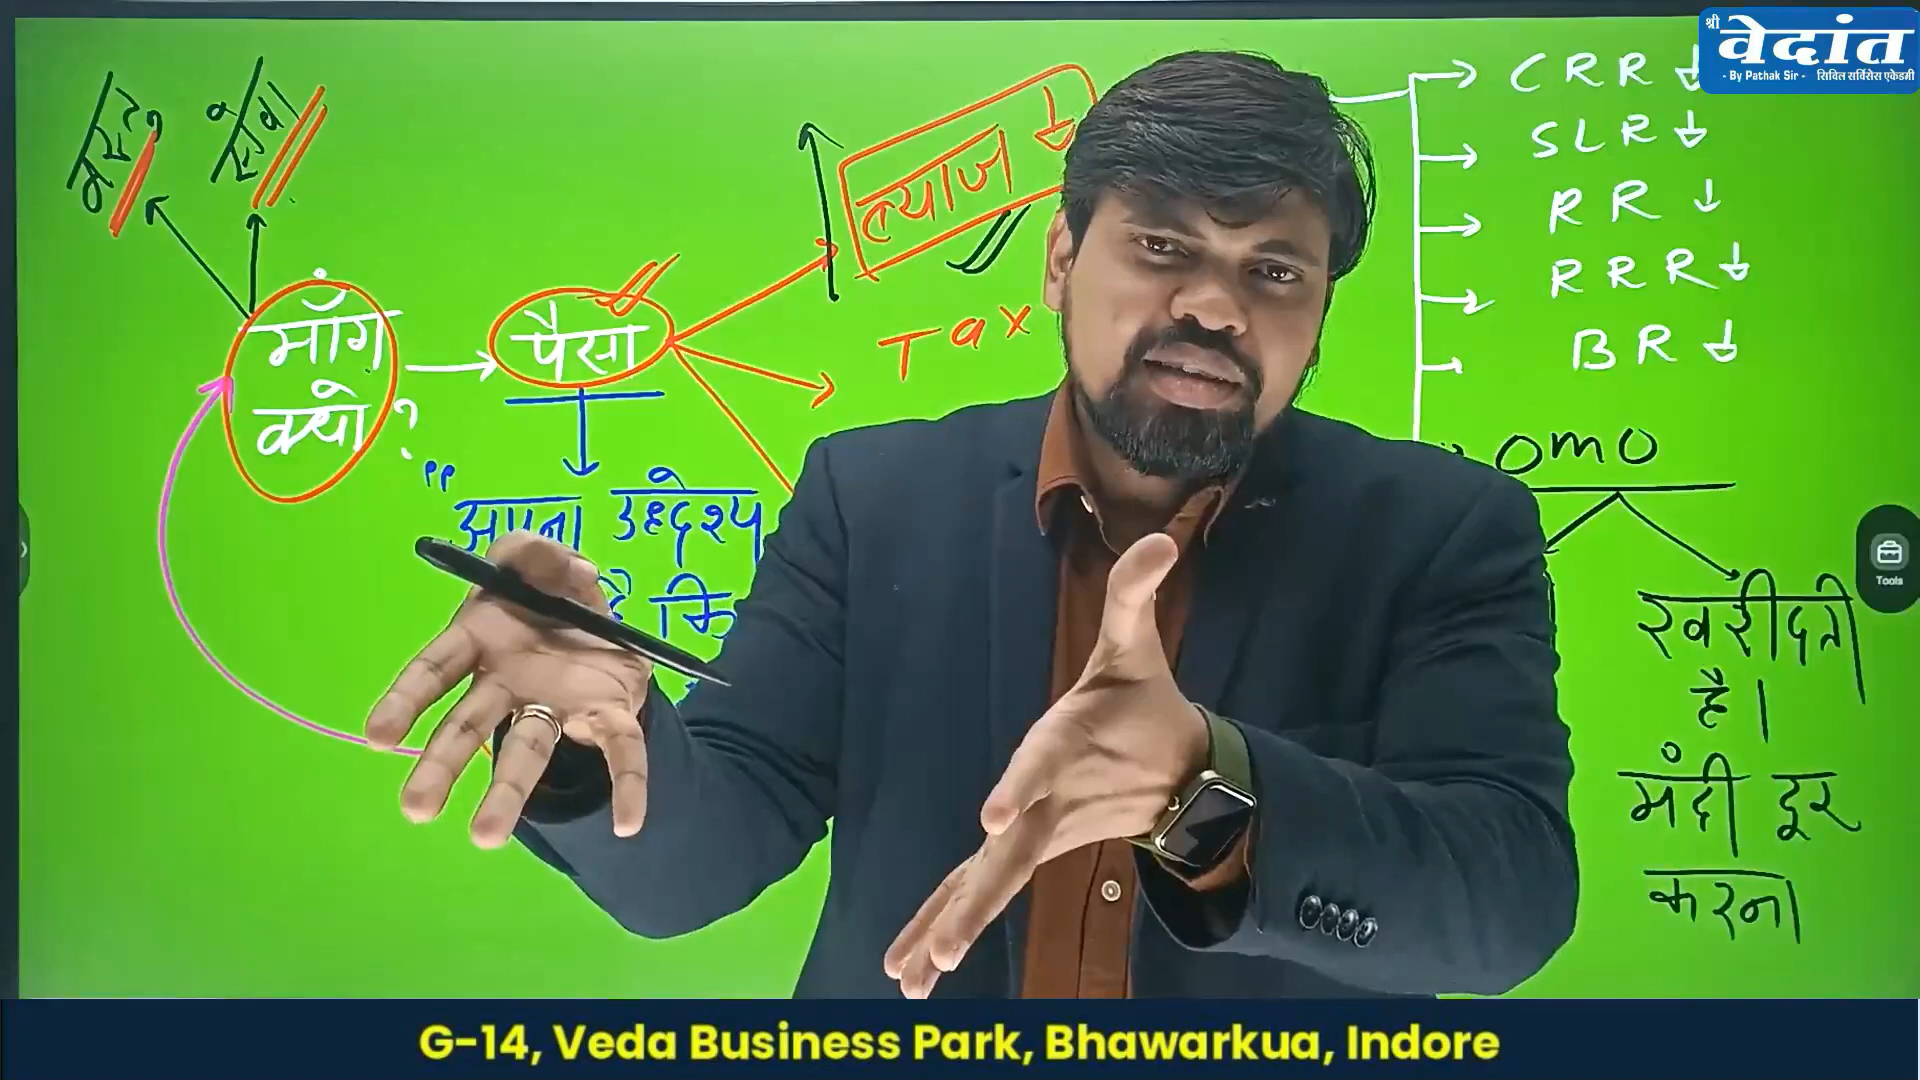 श्री
वेदांत
- By Pathak Sir - सिविल सर्विसेस एकेडमी
वस्तु
सेवा
माँग
क्यो ?
पैसा
ब्याज ↓
Tax
"अपना उद्देश्य
है कि
CRR ↓
SLR ↓
RR ↓
RRR ↓
BR ↓
OMO
खरीदती
है।
मंदी दूर
करना
Tools
G-14, Veda Business Park, Bhawarkua, Indore